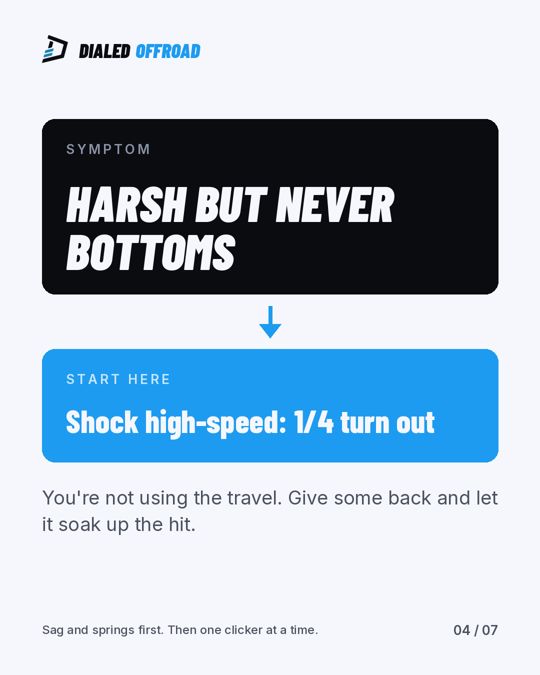 DIALED OFFROAD
SYMPTOM
HARSH BUT NEVER
BOTTOMS
START HERE
Shock high-speed: 1/4 turn out
You're not using the travel. Give some back and let
it soak up the hit.
Sag and springs first. Then one clicker at a time.
04 / 07